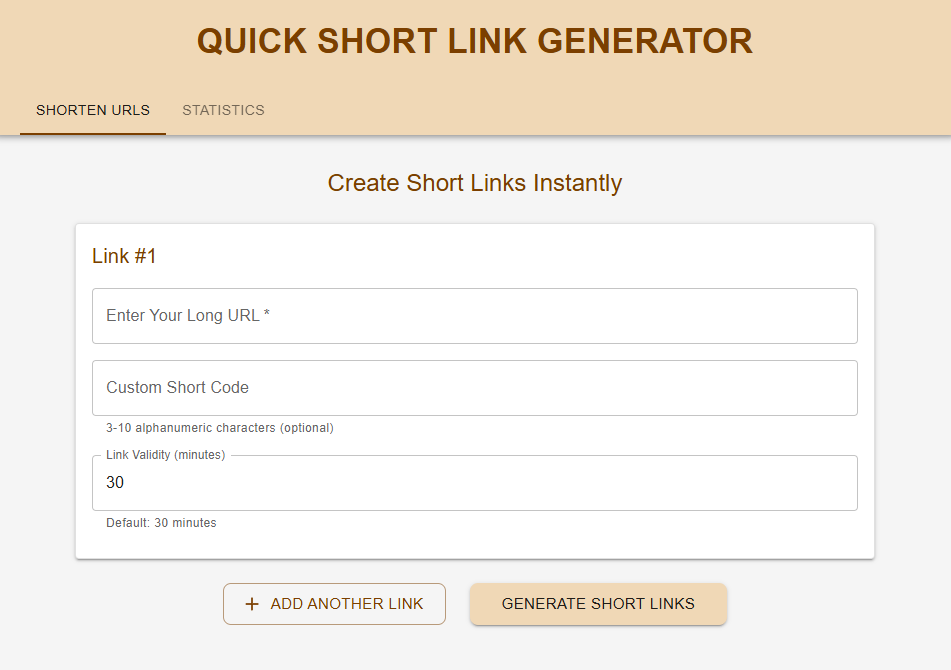 QUICK SHORT LINK GENERATOR
SHORTEN URLS STATISTICS
Create Short Links Instantly
Link #1
Enter Your Long URL *
Custom Short Code
3-10 alphanumeric characters (optional)
Link Validity (minutes)
30
Default: 30 minutes
+ ADD ANOTHER LINK GENERATE SHORT LINKS